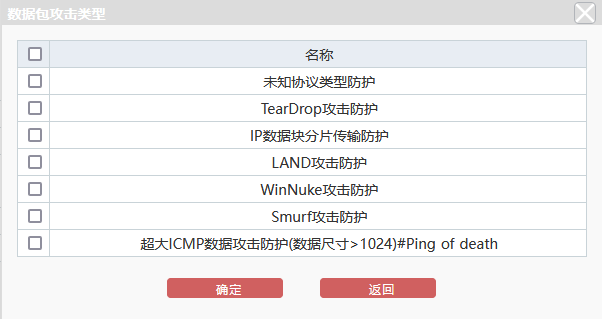 数据包攻击类型
名称
未知协议类型防护
TearDrop攻击防护
IP数据块分片传输防护
LAND攻击防护
WinNuke攻击防护
Smurf攻击防护
超大ICMP数据攻击防护(数据尺寸>1024)#Ping of death
确定 返回